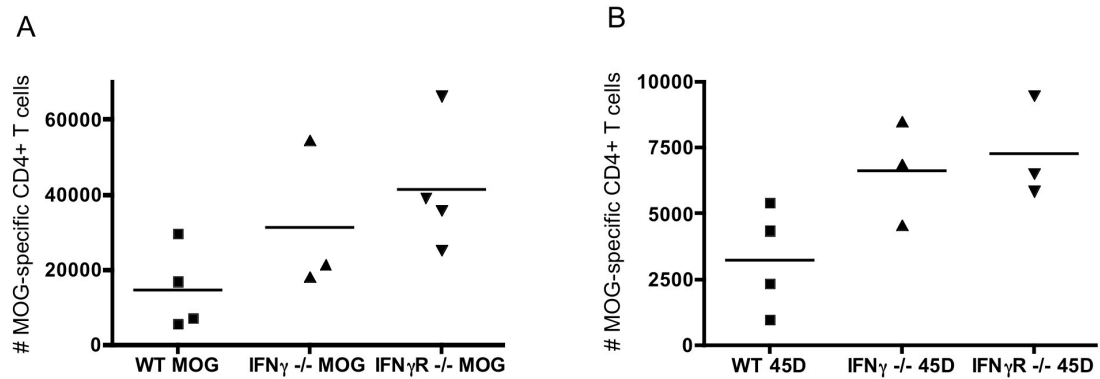 A
# MOG-specific CD4+ T cells
60000
40000
20000
0
WT MOG
IFNγ -/- MOG
IFNγR -/- MOG
B
# MOG-specific CD4+ T cells
10000
7500
5000
2500
0
WT 45D
IFNγ -/- 45D
IFNγR -/- 45D